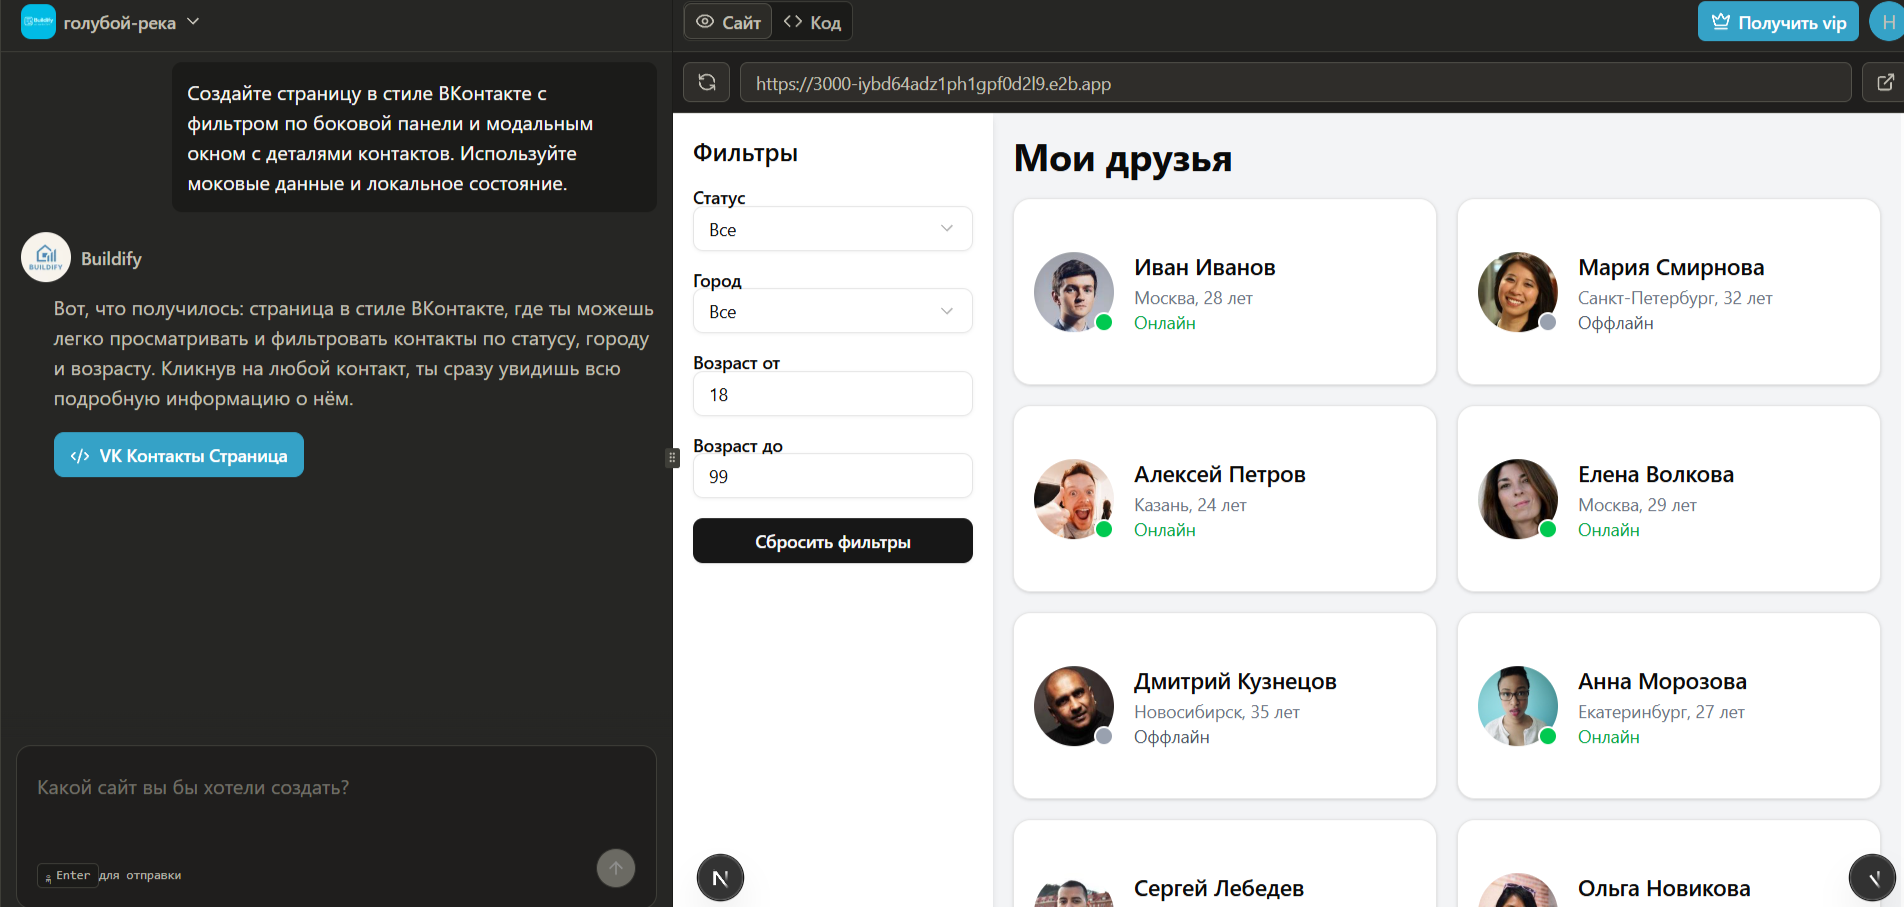 Buildify
голубой-река
Сайт
Код
Получить vip
H
https://3000-iybd64adz1ph1gpf0d2l9.e2b.app
Создайте страницу в стиле ВКонтакте с
фильтром по боковой панели и модальным
окном с деталями контактов. Используйте
моковые данные и локальное состояние.
BUILDIFY
Buildify
Вот, что получилось: страница в стиле ВКонтакте, где ты можешь
легко просматривать и фильтровать контакты по статусу, городу
и возрасту. Кликнув на любой контакт, ты сразу увидишь всю
подробную информацию о нём.
VK Контакты Страница
Какой сайт вы бы хотели создать?
Enter для отправки
Фильтры
Статус
Все
Город
Все
Возраст от
18
Возраст до
99
Сбросить фильтры
N
Мои друзья
Иван Иванов
Москва, 28 лет
Онлайн
Мария Смирнова
Санкт-Петербург, 32 лет
Оффлайн
Алексей Петров
Казань, 24 лет
Онлайн
Елена Волкова
Москва, 29 лет
Онлайн
Дмитрий Кузнецов
Новосибирск, 35 лет
Оффлайн
Анна Морозова
Екатеринбург, 27 лет
Онлайн
Сергей Лебедев
Ольга Новикова